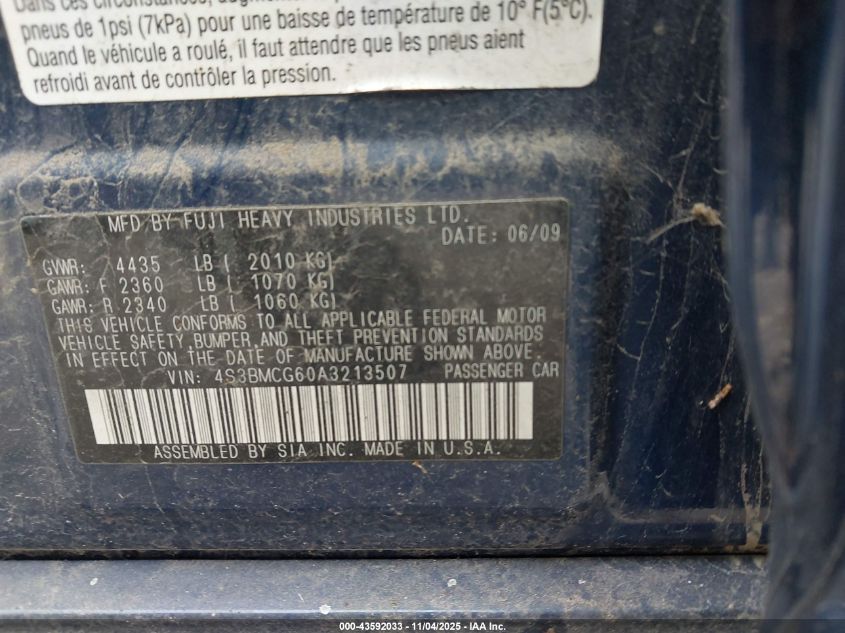 Dans ces circonstances,
pneus de 1psi (7kPa) pour une baisse de température de 10° F(5°C).
Quand le véhicule a roulé, il faut attendre que les pneus aient
refroidi avant de contrôler la pression.
MFD BY FUJI HEAVY INDUSTRIES LTD.
DATE: 06/09
GVWR: 4435 LB ( 2010 KG)
GAWR: F 2360 LB ( 1070 KG)
GAWR: R 2340 LB ( 1060 KG)
THIS VEHICLE CONFORMS TO ALL APPLICABLE FEDERAL MOTOR
VEHICLE SAFETY, BUMPER, AND THEFT PREVENTION STANDARDS
IN EFFECT ON THE DATE OF MANUFACTURE SHOWN ABOVE.
VIN: 4S3BMCG60A3213507 PASSENGER CAR
ASSEMBLED BY SIA INC. MADE IN U.S.A.
000-43592033 - 11/04/2025 - IAA Inc.